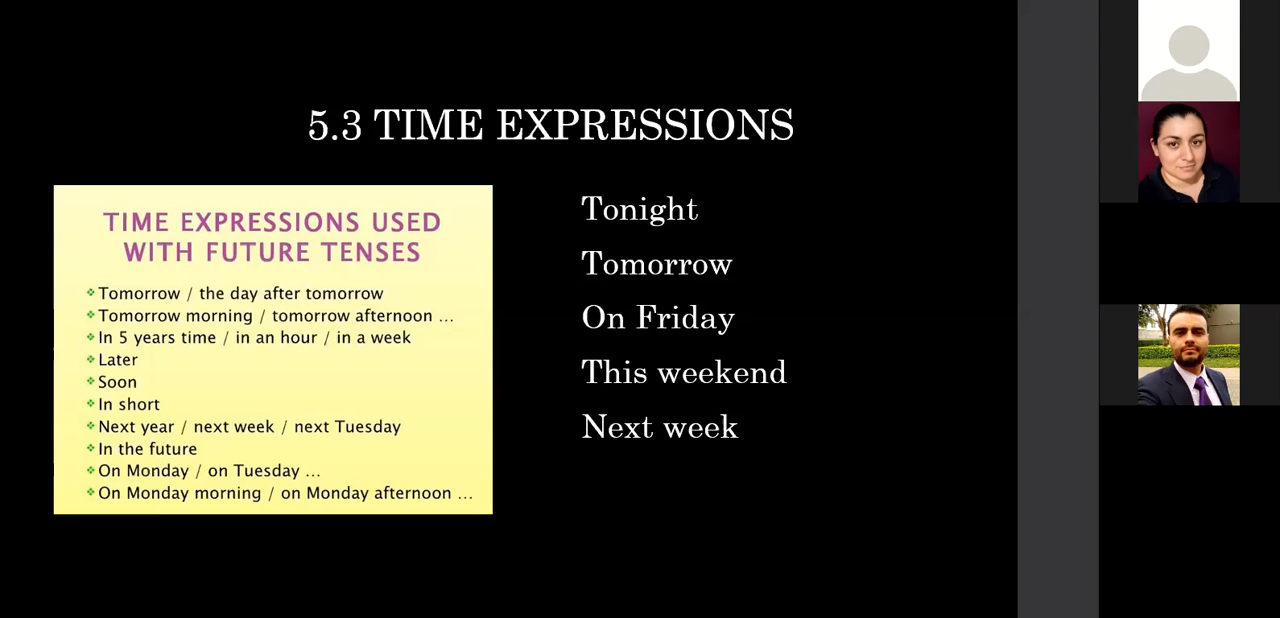 5.3 TIME EXPRESSIONS
TIME EXPRESSIONS USED
WITH FUTURE TENSES
Tomorrow / the day after tomorrow
Tomorrow morning / tomorrow afternoon ...
In 5 years time / in an hour / in a week
Later
Soon
In short
Next year / next week / next Tuesday
In the future
On Monday / on Tuesday ...
On Monday morning / on Monday afternoon ...
Tonight
Tomorrow
On Friday
This weekend
Next week